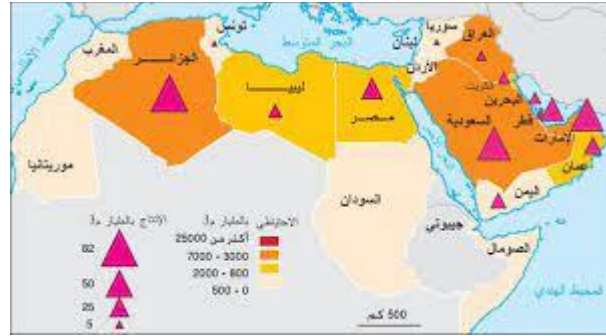 المحيط الأطلسي
المغرب
الجزائر
تونس
البحر المتوسط
ليبيا
مصر
سوريا
لبنان
العراق
الأردن
الكويت
البحرين
قطر
السعودية
الإمارات
عمان
اليمن
موريتانيا
السودان
جيبوتي
الصومال
المحيط الهندي
الإنتاج بالمليار م3
82
50
25
5
الاحتياطي بالمليار م3
أكثر من 25000
3000 - 7000
800 - 2000
0 - 500
500 كم